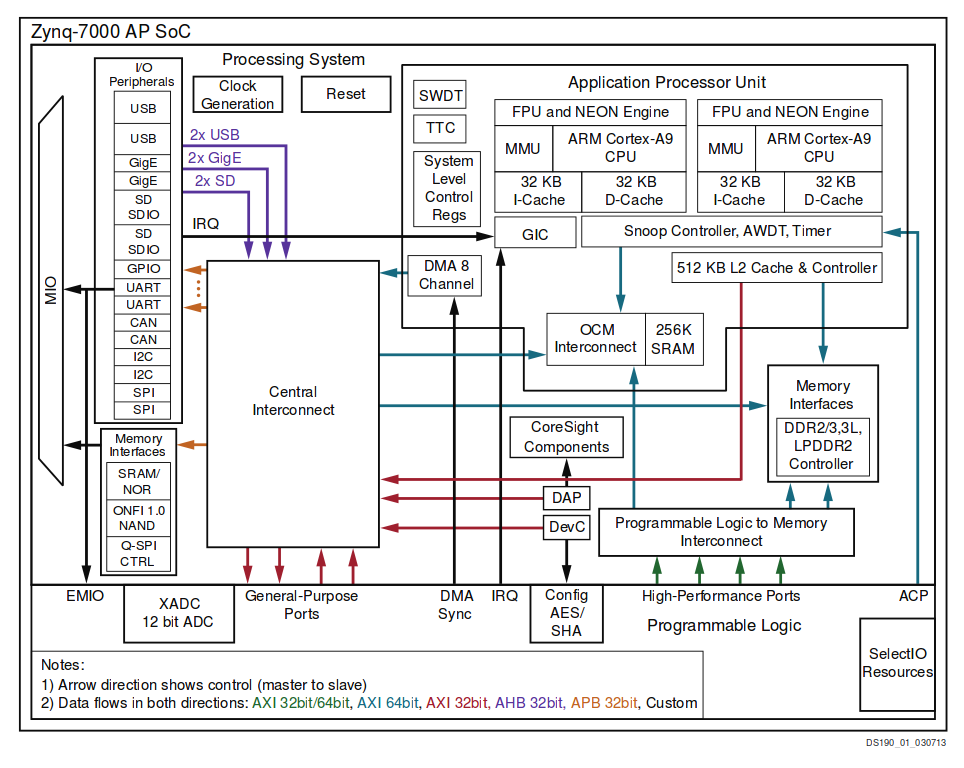 Zynq-7000 AP SoC
Processing System
I/O
Peripherals
USB
USB
GigE
GigE
SD
SDIO
SD
SDIO
GPIO
UART
UART
CAN
CAN
I2C
I2C
SPI
SPI
MIO
Clock
Generation
Reset
2x USB
2x GigE
2x SD
IRQ
Application Processor Unit
SWDT
TTC
System
Level
Control
Regs
FPU and NEON Engine
MMU
ARM Cortex-A9
CPU
32 KB
I-Cache
32 KB
D-Cache
FPU and NEON Engine
MMU
ARM Cortex-A9
CPU
32 KB
I-Cache
32 KB
D-Cache
GIC
Snoop Controller, AWDT, Timer
DMA 8
Channel
512 KB L2 Cache & Controller
OCM
Interconnect
256K
SRAM
Central
Interconnect
Memory
Interfaces
DDR2/3,3L,
LPDDR2
Controller
CoreSight
Components
DAP
DevC
Programmable Logic to Memory
Interconnect
Memory
Interfaces
SRAM/
NOR
ONFI 1.0
NAND
Q-SPI
CTRL
EMIO
XADC
12 bit ADC
General-Purpose
Ports
DMA
Sync
IRQ
Config
AES/
SHA
High-Performance Ports
ACP
Programmable Logic
SelectIO
Resources
Notes:
1) Arrow direction shows control (master to slave)
2) Data flows in both directions: AXI 32bit/64bit, AXI 64bit, AXI 32bit, AHB 32bit, APB 32bit, Custom
DS190_01_030713